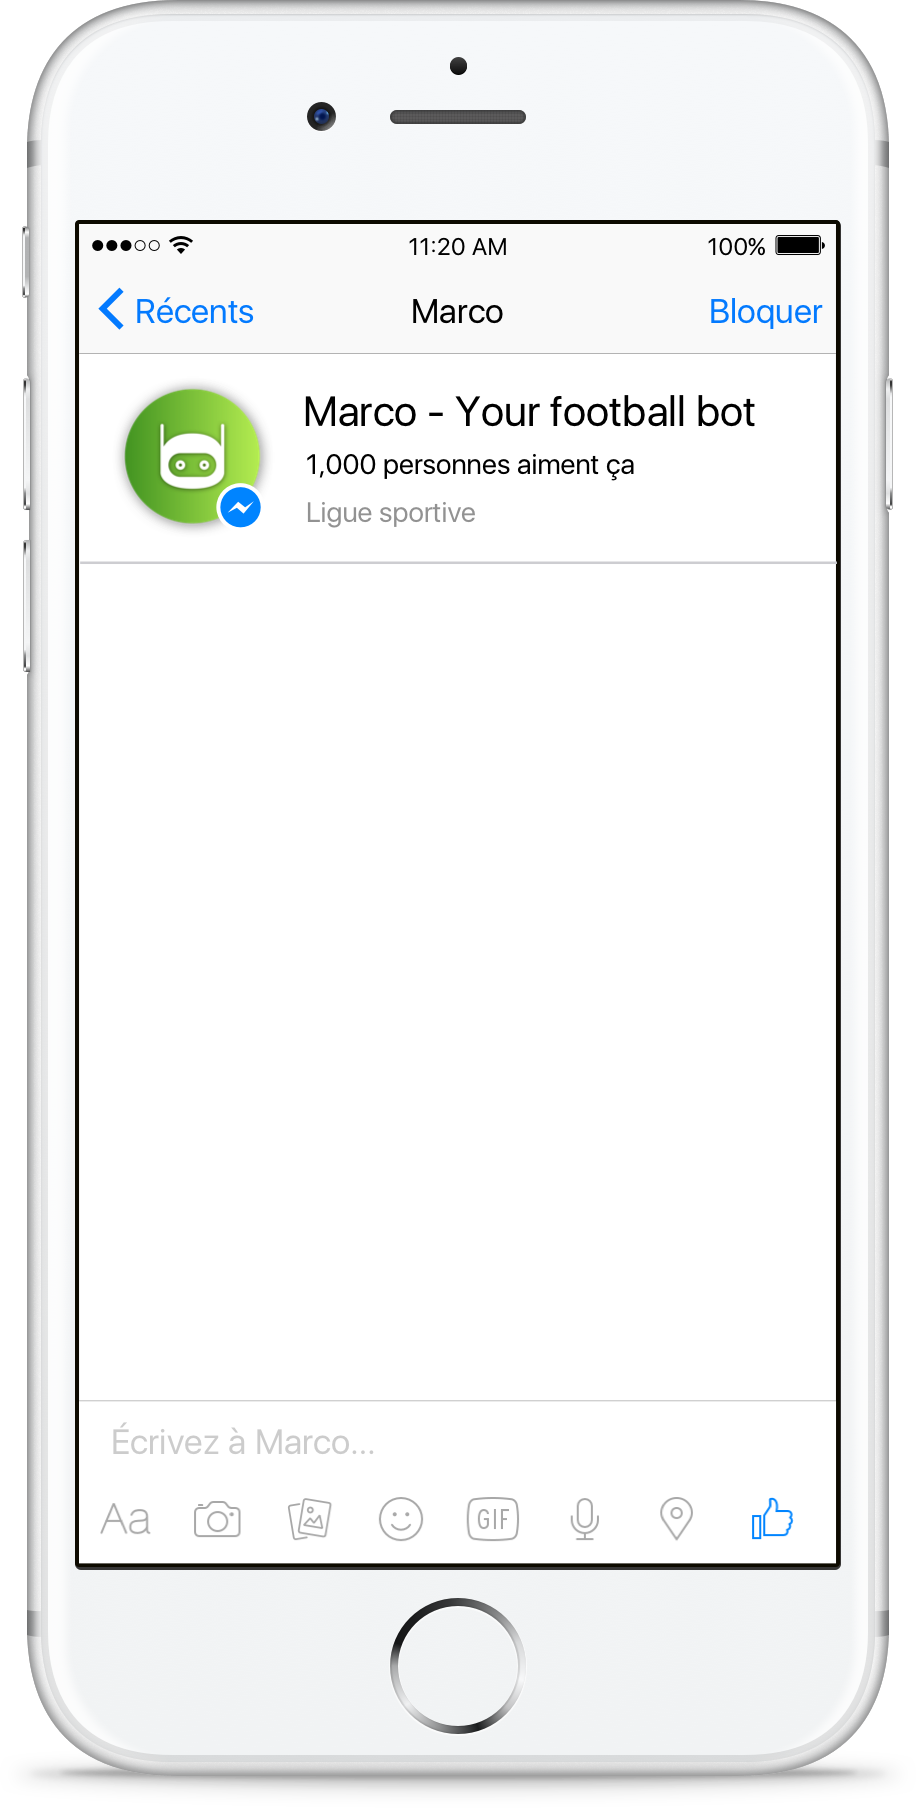 11:20 AM 100%
Récents Marco Bloquer
Marco - Your football bot
1,000 personnes aiment ça
Ligue sportive
Écrivez à Marco...
Aa GIF